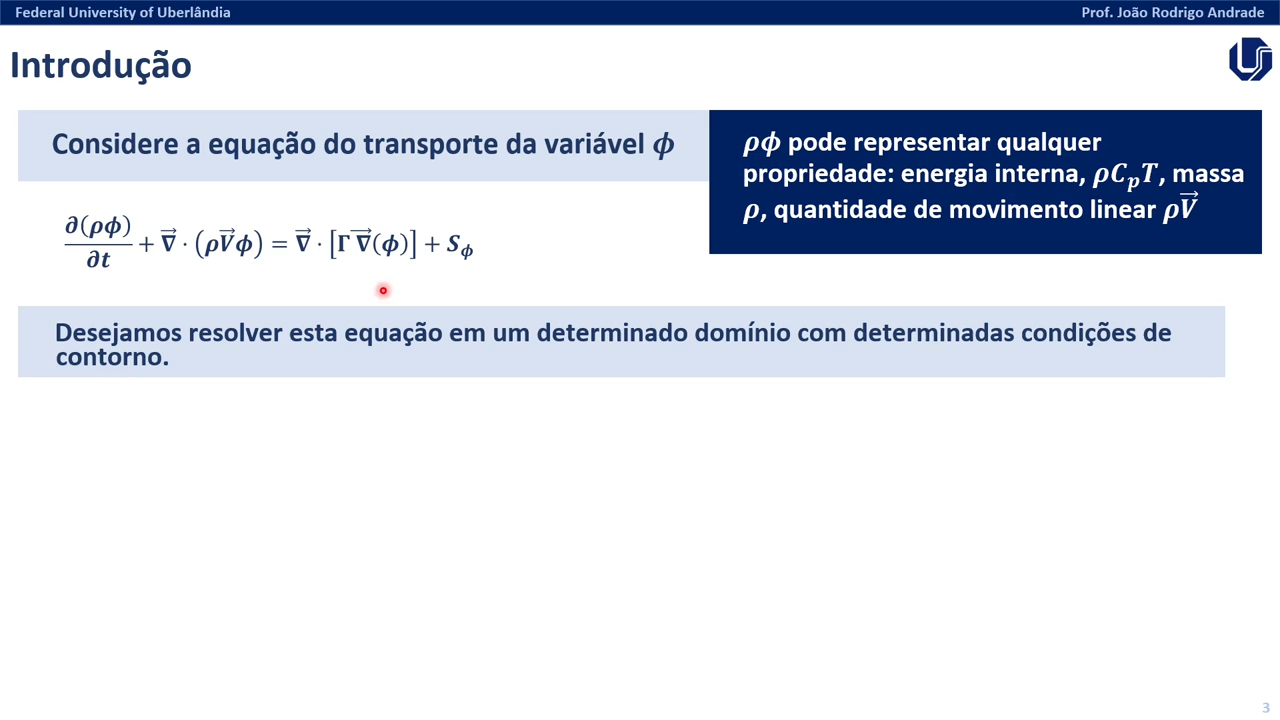 Federal University of Uberlândia
Prof. João Rodrigo Andrade
Introdução
Considere a equação do transporte da variável ϕ
ρϕ pode representar qualquer
propriedade: energia interna, ρC_pT, massa
ρ, quantidade de movimento linear ρV⃗
∂(ρϕ)/∂t + ∇⃗ · (ρV⃗ϕ) = ∇⃗ · [Γ ∇⃗(ϕ)] + S_ϕ
Desejamos resolver esta equação em um determinado domínio com determinadas condições de
contorno.
3